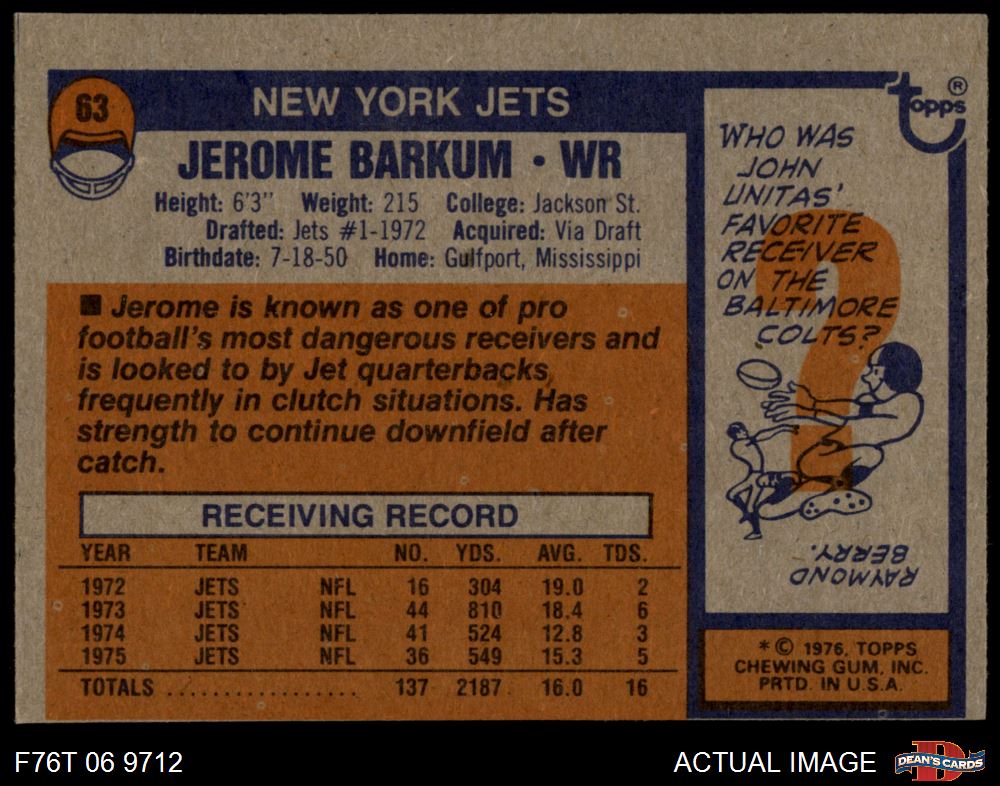 63
NEW YORK JETS
JEROME BARKUM • WR
Height: 6'3" Weight: 215 College: Jackson St.
Drafted: Jets #1-1972 Acquired: Via Draft
Birthdate: 7-18-50 Home: Gulfport, Mississippi
■ Jerome is known as one of pro
football's most dangerous receivers and
is looked to by Jet quarterbacks,
frequently in clutch situations. Has
strength to continue downfield after
catch.
RECEIVING RECORD
YEAR TEAM NO. YDS. AVG. TDS.
1972 JETS NFL 16 304 19.0 2
1973 JETS NFL 44 810 18.4 6
1974 JETS NFL 41 524 12.8 3
1975 JETS NFL 36 549 15.3 5
TOTALS .................. 137 2187 16.0 16
topps ®
WHO WAS
JOHN
UNITAS'
FAVORITE
RECEIVER
ON THE
BALTIMORE
COLTS?
?
RAYMOND
BERRY.
* © 1976, TOPPS
CHEWING GUM, INC.
PRTD. IN U.S.A.
F76T 06 9712
ACTUAL IMAGE
D
DEAN'S CARDS